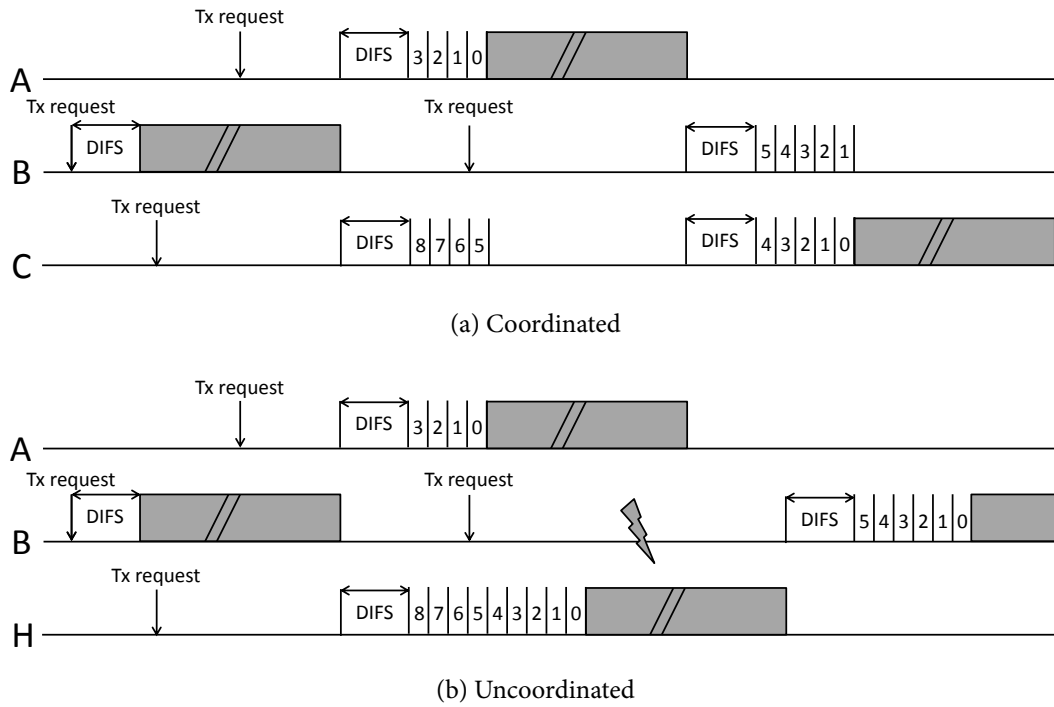 Tx request
DIFS 3 2 1 0
A
Tx request Tx request
DIFS DIFS 5 4 3 2 1
B
Tx request
DIFS 8 7 6 5 DIFS 4 3 2 1 0
C
(a) Coordinated
Tx request
DIFS 3 2 1 0
A
Tx request Tx request
DIFS DIFS 5 4 3 2 1 0
B
Tx request
DIFS 8 7 6 5 4 3 2 1 0
H
(b) Uncoordinated